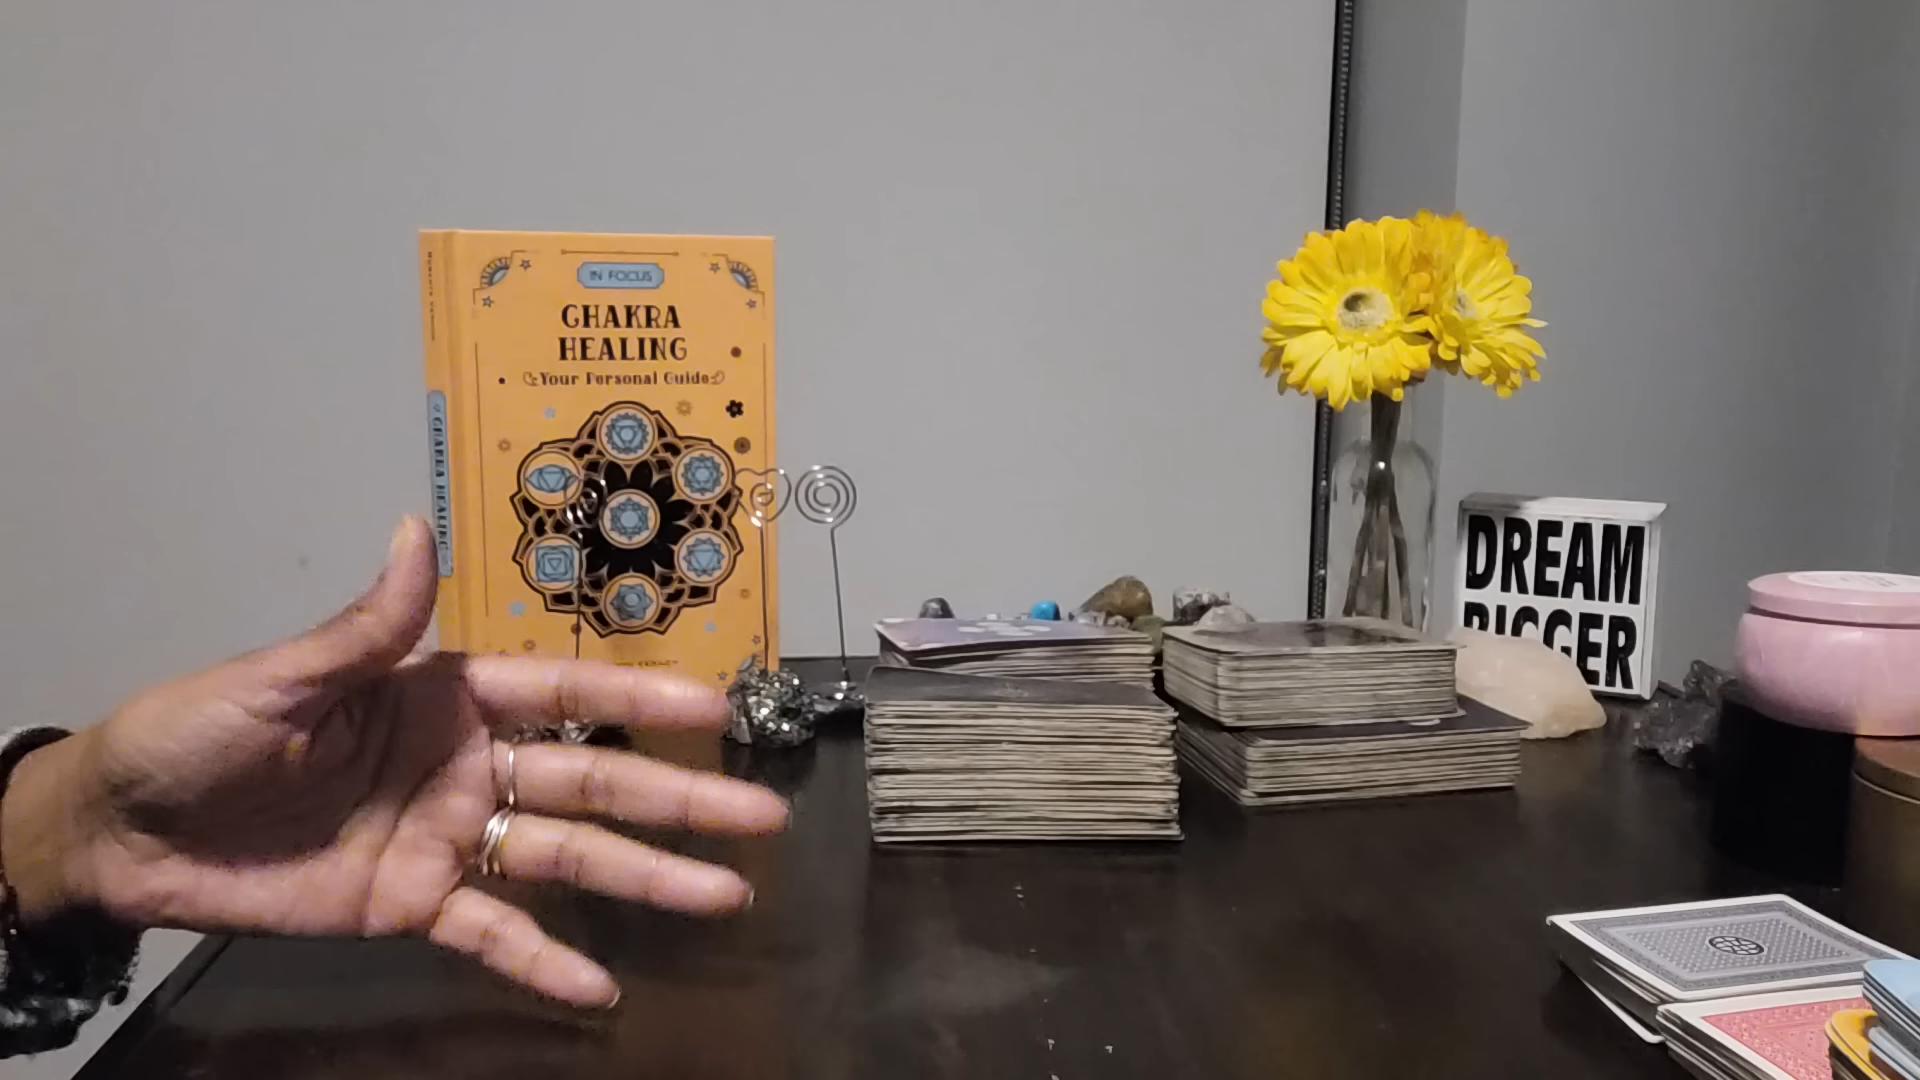 IN FOCUS
CHAKRA
HEALING
Your Personal Guide
CHAKRA HEALING
DREAM
BIGGER